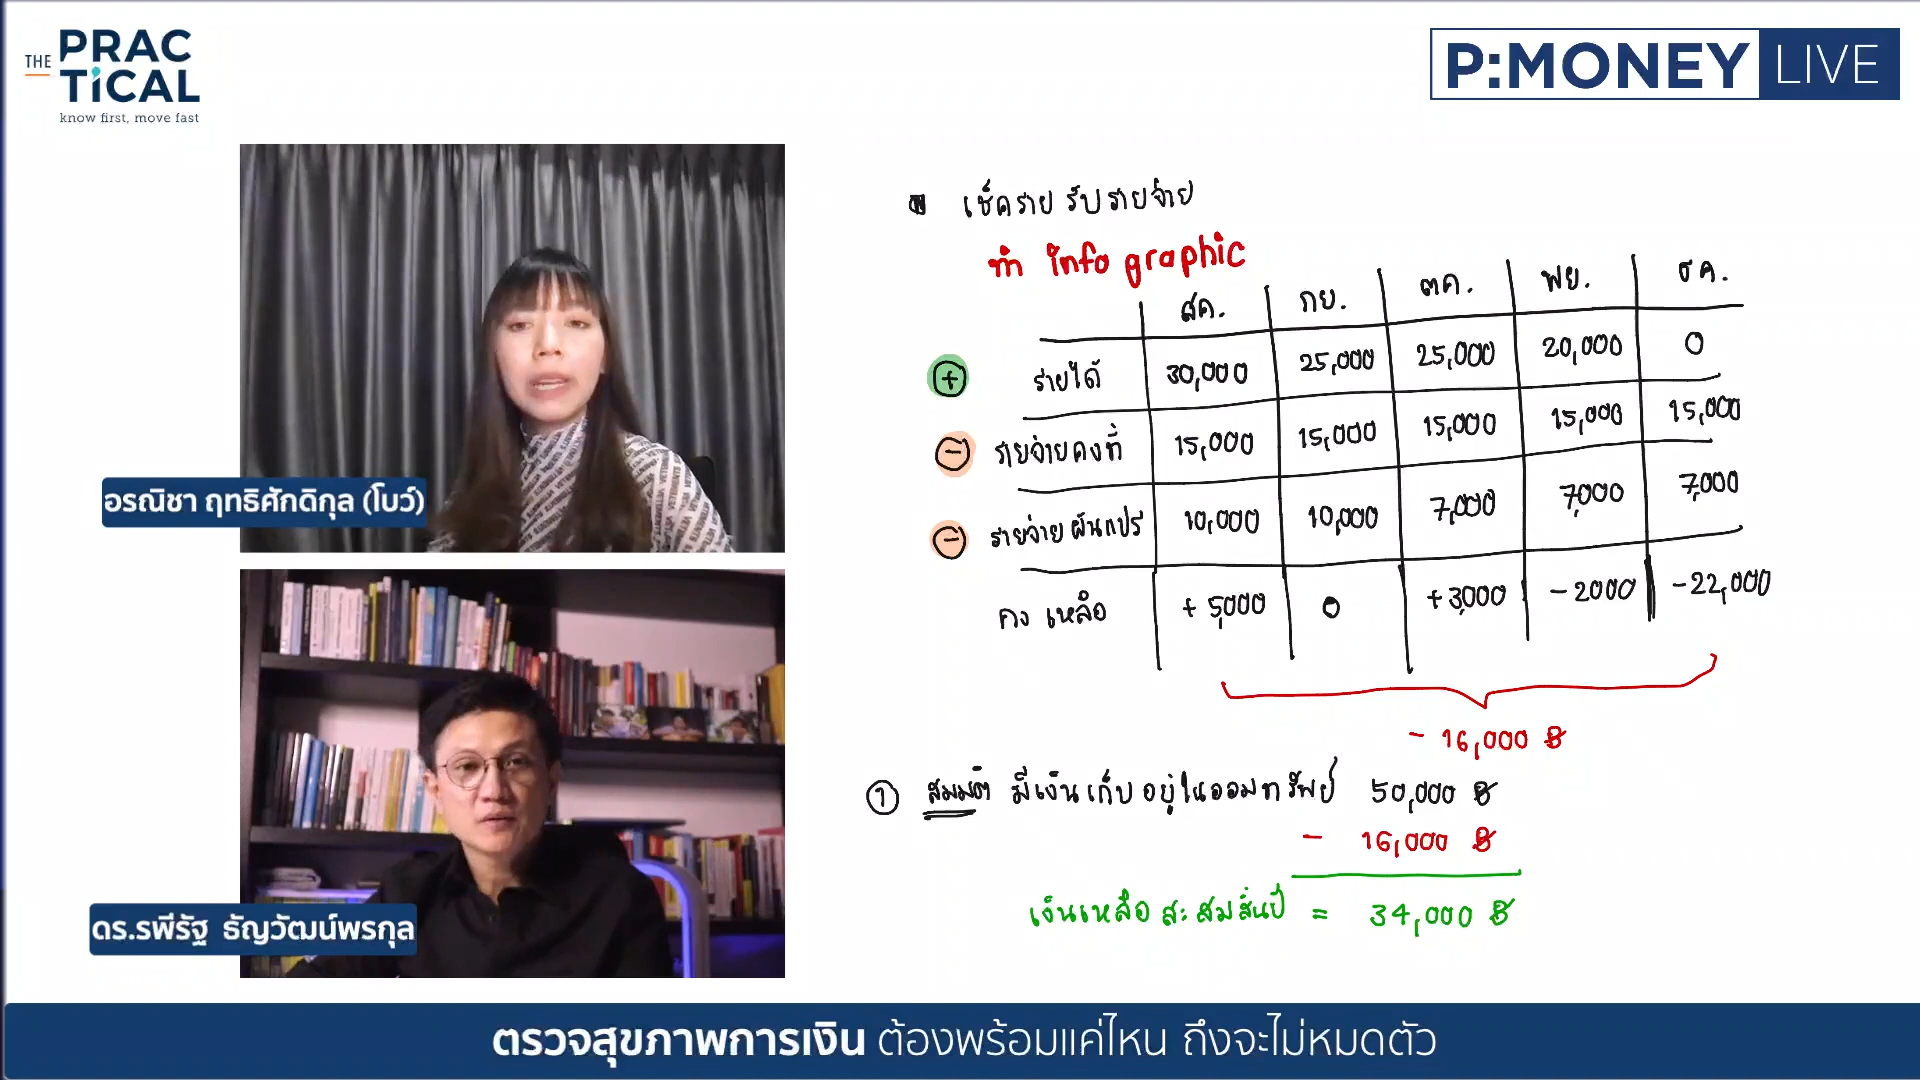 THE PRACTICAL
know first, move fast
P:MONEY LIVE
เช็ครายรับรายจ่าย
ทำ Info graphic
สค. กย. ตค. พย. ธค.
+ รายได้ 30,000 25,000 25,000 20,000 0
- รายจ่ายคงที่ 15,000 15,000 15,000 15,000 15,000
- รายจ่ายผันแปร 10,000 10,000 7,000 7,000 7,000
คงเหลือ + 5,000 0 + 3,000 - 2000 - 22,000
- 16,000 ฿
1 สมมติ มีเงินเก็บอยู่ในออมทรัพย์ 50,000 ฿
- 16,000 ฿
เงินเหลือสะสมสิ้นปี = 34,000 ฿
อรณิชา ฤทธิศักดิกุล (โบว์)
ดร.รพีรัฐ ธัญวัฒน์พรกุล
ตรวจสุขภาพการเงิน ต้องพร้อมแค่ไหน ถึงจะไม่หมดตัว